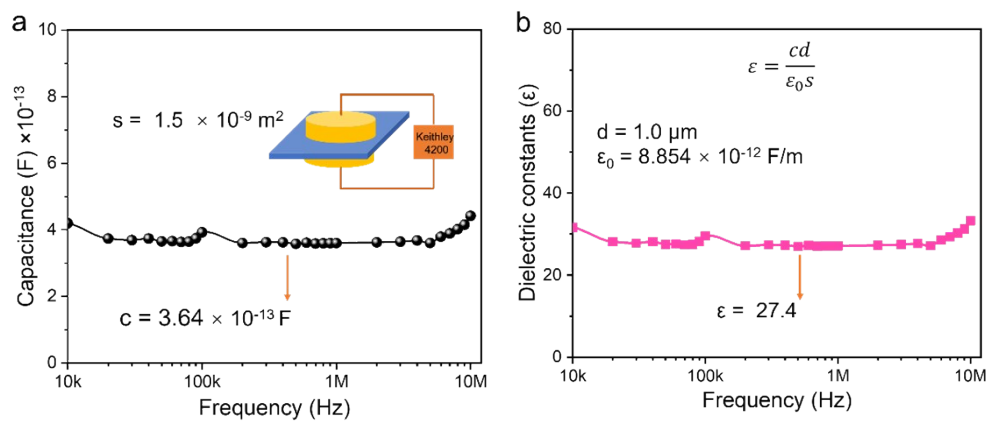 a
Capacitance (F) ×10-13
10
8
6
4
2
0
s = 1.5 × 10-9 m2
Keithley
4200
c = 3.64 × 10-13 F
10k
100k
1M
10M
Frequency (Hz)
b
Dielectric constants (ε)
80
60
40
20
0
ε = cd
ε0s
d = 1.0 μm
ε0 = 8.854 × 10-12 F/m
ε = 27.4
10k
100k
1M
10M
Frequency (Hz)